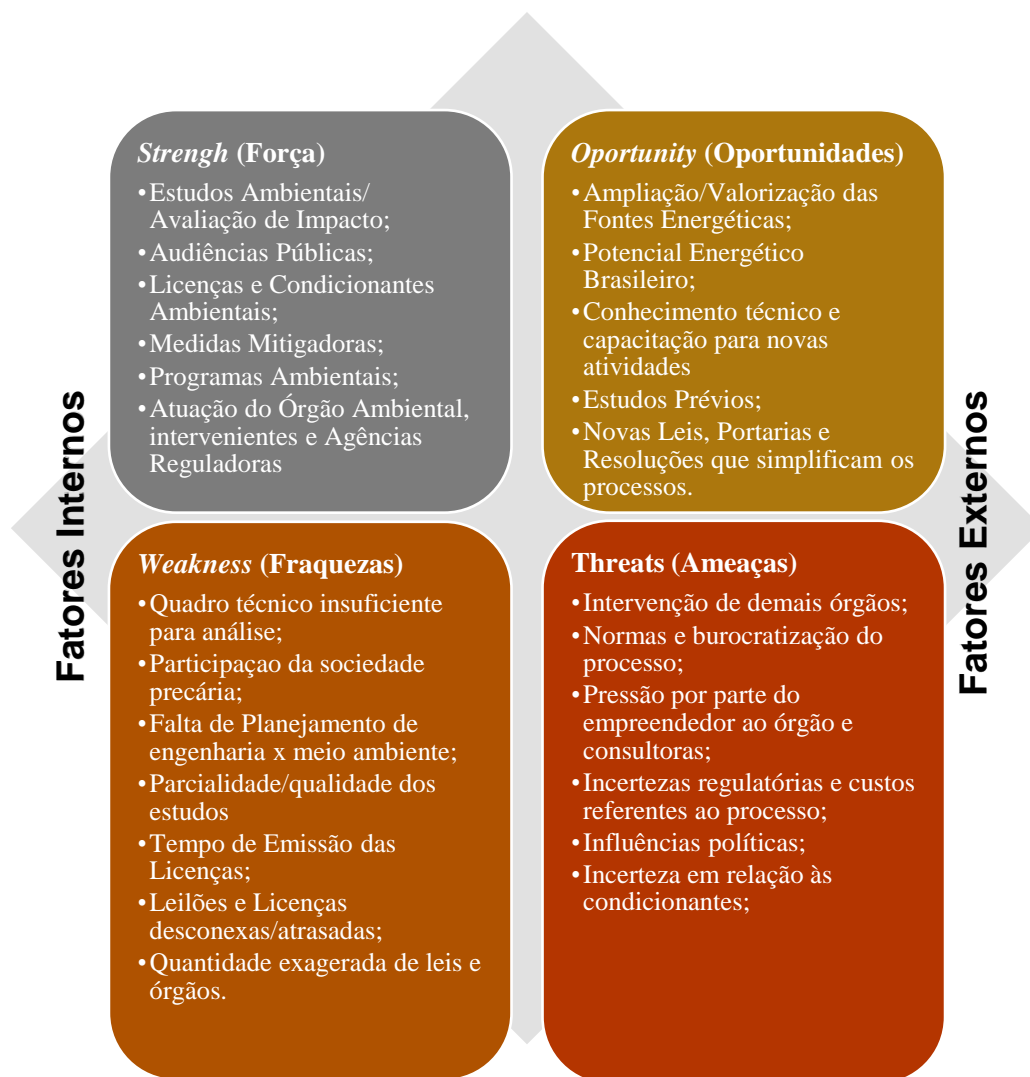 Strengh (Força)
•Estudos Ambientais/
Avaliação de Impacto;
•Audiências Públicas;
•Licenças e Condicionantes
Ambientais;
•Medidas Mitigadoras;
•Programas Ambientais;
•Atuação do Órgão Ambiental,
intervenientes e Agências
Reguladoras
Oportunity (Oportunidades)
•Ampliação/Valorização das
Fontes Energéticas;
•Potencial Energético
Brasileiro;
•Conhecimento técnico e
capacitação para novas
atividades
•Estudos Prévios;
•Novas Leis, Portarias e
Resoluções que simplificam os
processos.
Fatores Internos
Fatores Externos
Weakness (Fraquezas)
•Quadro técnico insuficiente
para análise;
•Participaçao da sociedade
precária;
•Falta de Planejamento de
engenharia x meio ambiente;
•Parcialidade/qualidade dos
estudos
•Tempo de Emissão das
Licenças;
•Leilões e Licenças
desconexas/atrasadas;
•Quantidade exagerada de leis e
órgãos.
Threats (Ameaças)
•Intervenção de demais órgãos;
•Normas e burocratização do
processo;
•Pressão por parte do
empreendedor ao órgão e
consultoras;
•Incertezas regulatórias e custos
referentes ao processo;
•Influências políticas;
•Incerteza em relação às
condicionantes;